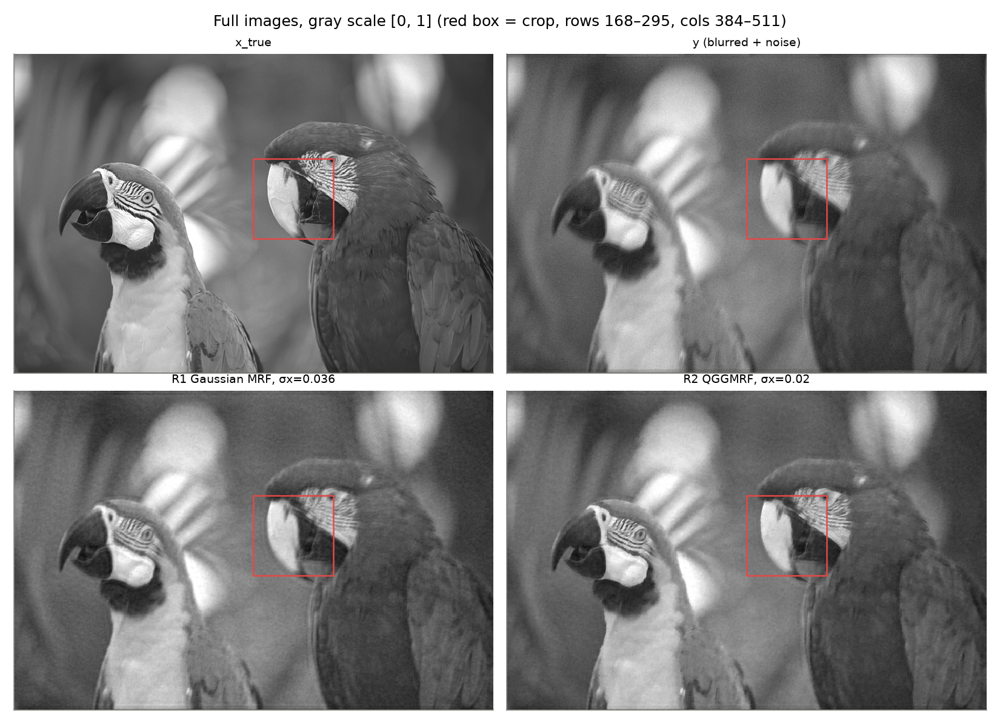 Full images, gray scale [0, 1] (red box = crop, rows 168–295, cols 384–511)
x_true
y (blurred + noise)
R1 Gaussian MRF, σx=0.036
R2 QGGMRF, σx=0.02